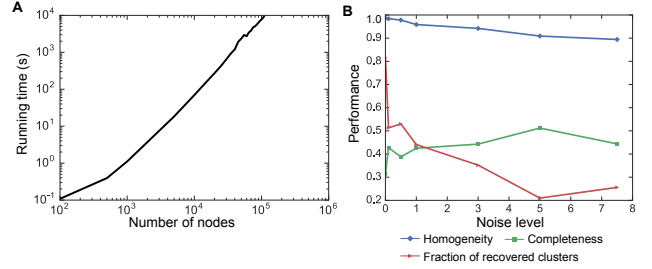 A
Running time (s)
10^4
10^3
10^2
10^1
10^0
10^-1
10^2 10^3 10^4 10^5 10^6
Number of nodes
B
Performance
1.0
0.9
0.8
0.7
0.6
0.5
0.4
0.3
0.2
0 1 2 3 4 5 6 7 8
Noise level
Homogeneity Completeness
Fraction of recovered clusters